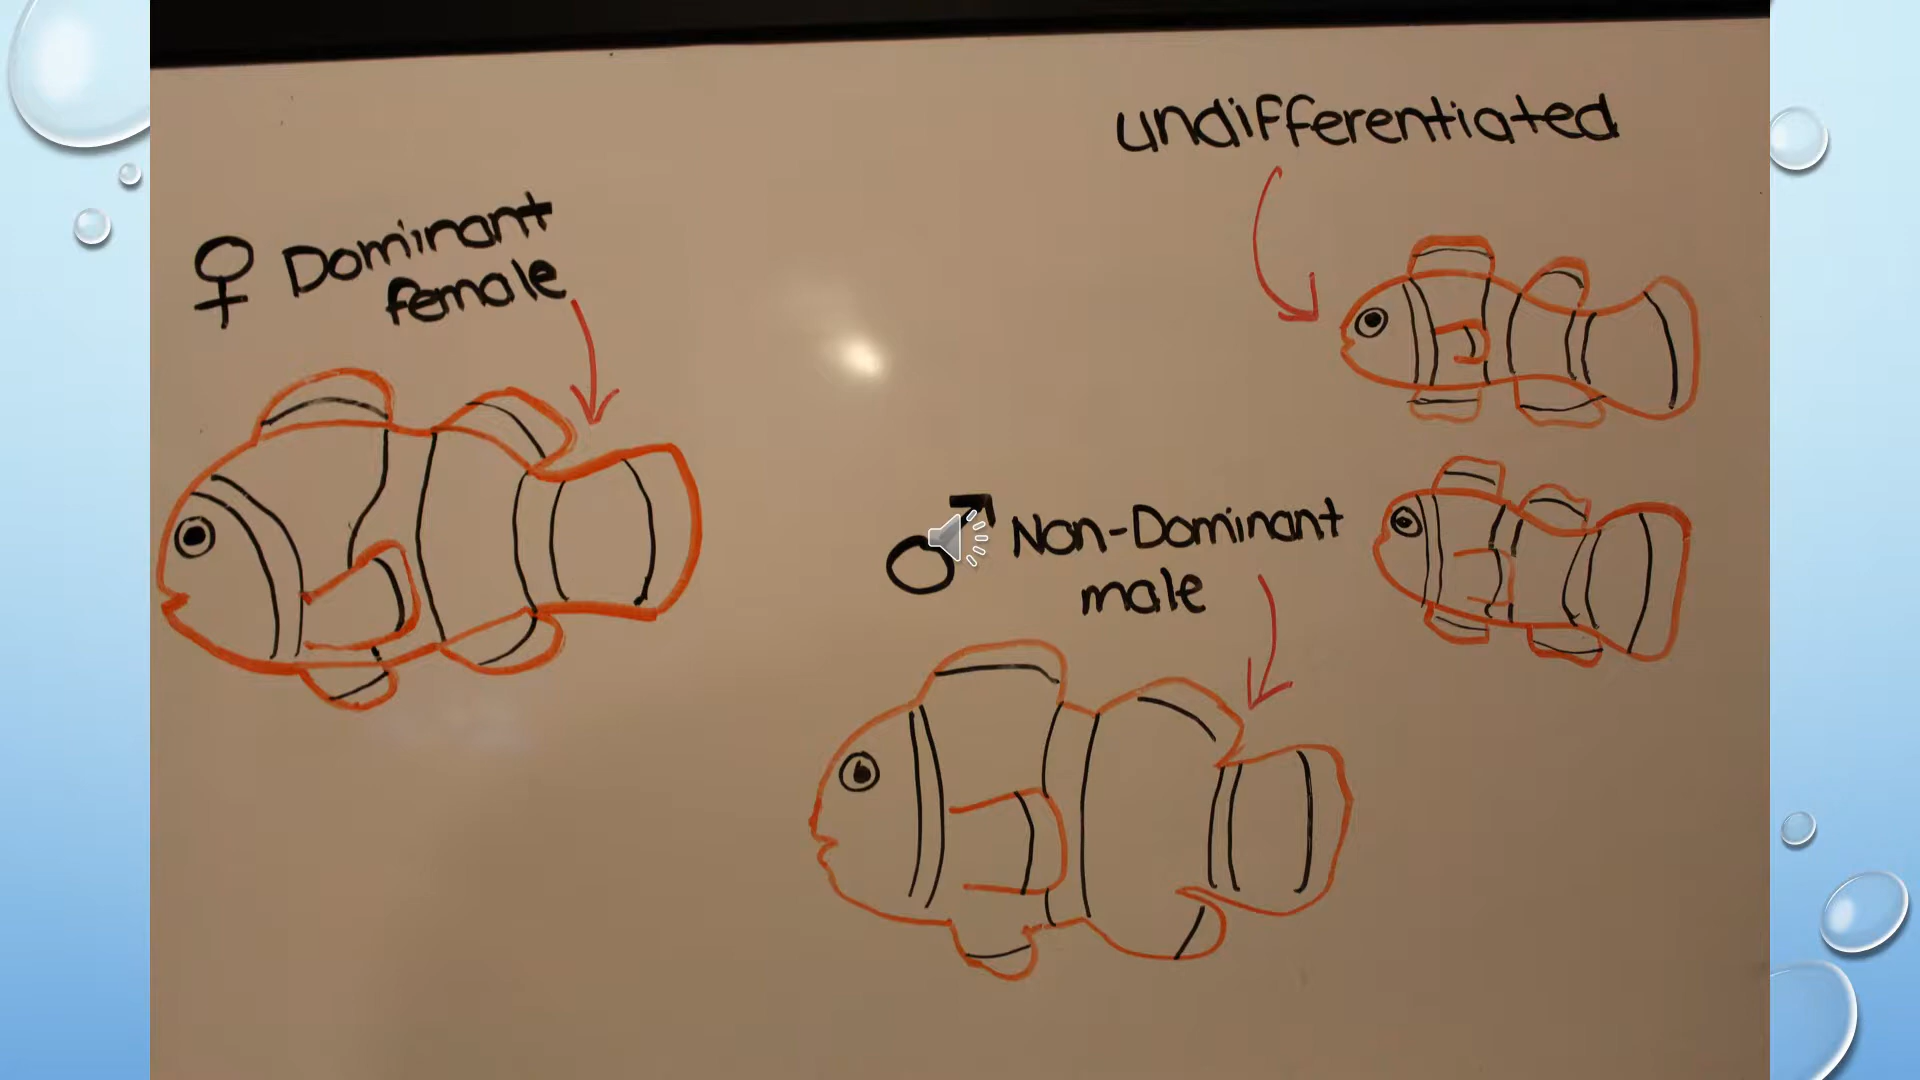 undifferentiated
♀ Dominant
female
♂ Non-Dominant
male